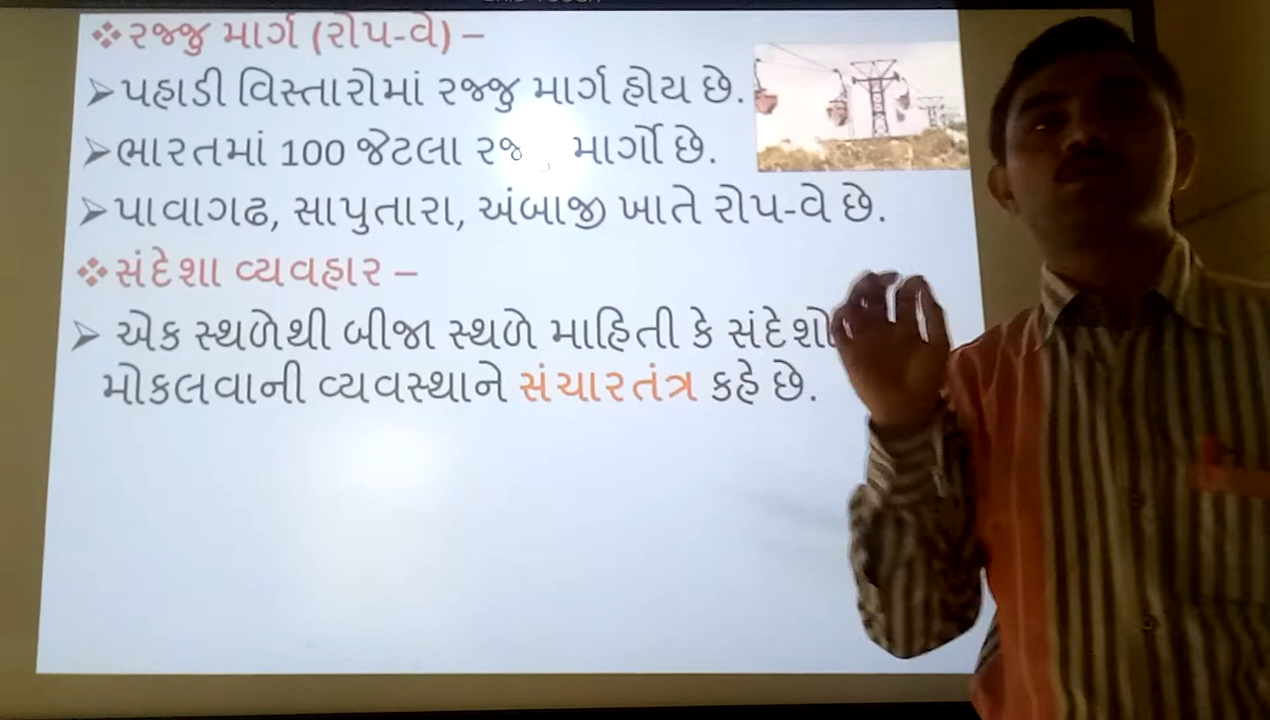 ❖રજ્જુ માર્ગ (રોપ-વે) –
➢પહાડી વિસ્તારોમાં રજ્જુ માર્ગ હોય છે.
➢ભારતમાં 100 જેટલા માર્ગો છે.
➢પાવાગઢ, સાપુતારા, અંબાજી ખાતે રોપ-વે છે.
❖સંદેશા વ્યવહાર –
➢ એક સ્થળેથી બીજા સ્થળે માહિતી કે સંદેશો
મોકલવાની વ્યવસ્થાને સંચારતંત્ર કહે છે.